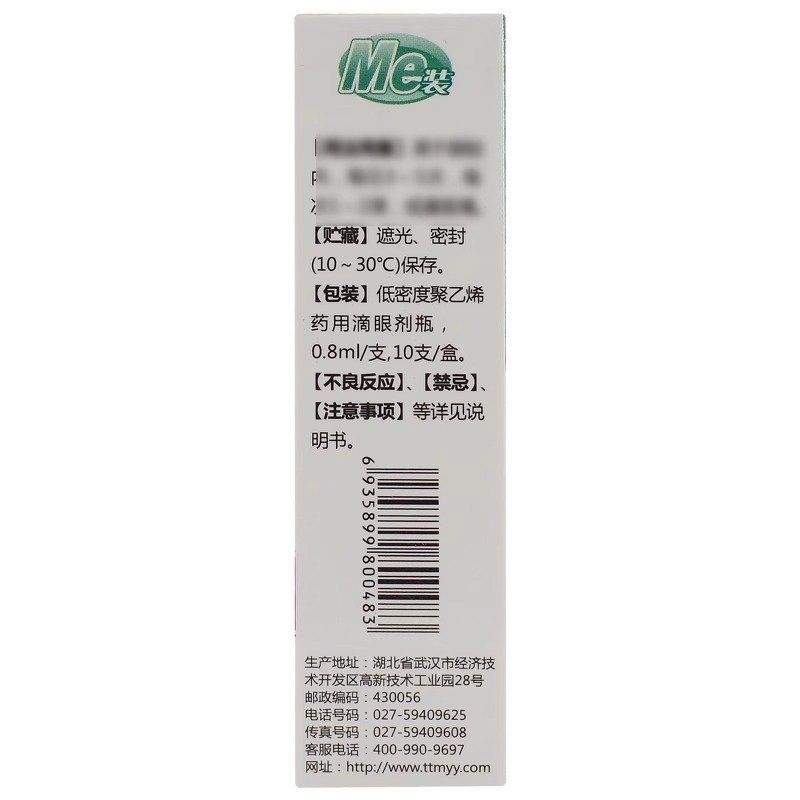 Me装
【贮藏】遮光、密封
(10～30℃)保存。
【包装】低密度聚乙烯
药用滴眼剂瓶，
0.8ml/支,10支/盒。
【不良反应】、【禁忌】、
【注意事项】等详见说
明书。
6 935899 800483
生产地址：湖北省武汉市经济技
术开发区高新技术工业园28号
邮政编码：430056
电话号码：027-59409625
传真号码：027-59409608
客服电话：400-990-9697
网址：http://www.ttmyy.com